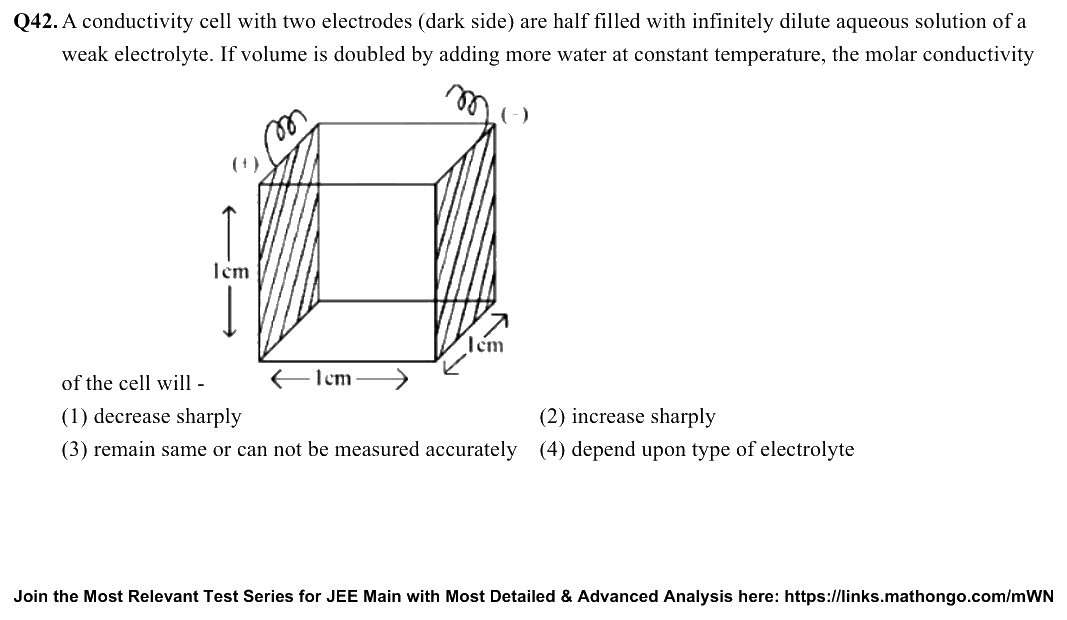 Q42. A conductivity cell with two electrodes (dark side) are half filled with infinitely dilute aqueous solution of a
weak electrolyte. If volume is doubled by adding more water at constant temperature, the molar conductivity
(-)
(+)
1cm
1cm
1cm
of the cell will -
(1) decrease sharply
(2) increase sharply
(3) remain same or can not be measured accurately
(4) depend upon type of electrolyte
Join the Most Relevant Test Series for JEE Main with Most Detailed & Advanced Analysis here: https://links.mathongo.com/mWN